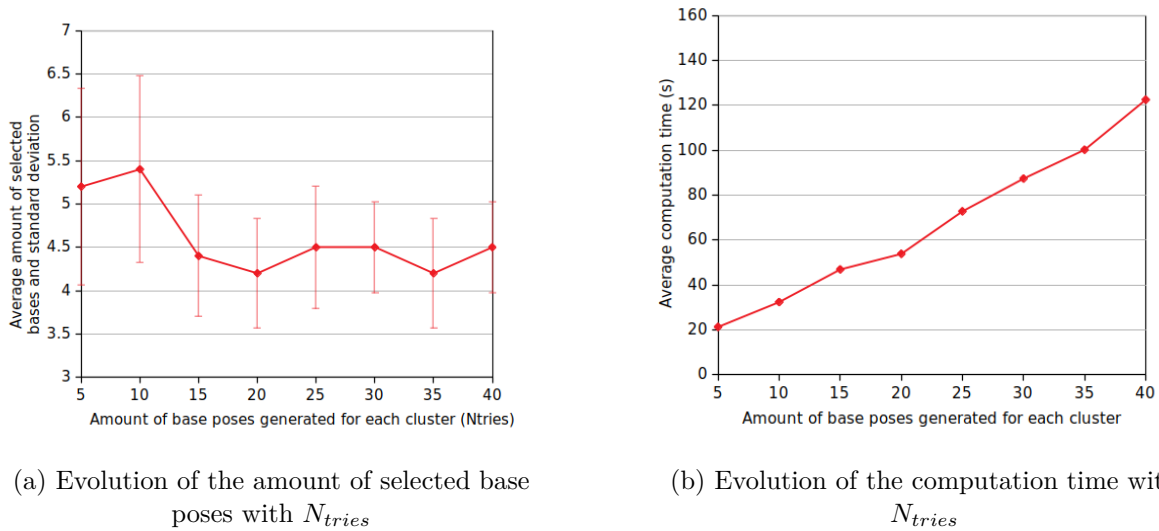 7
6.5
6
5.5
5
4.5
4
3.5
3
5 10 15 20 25 30 35 40
Average amount of selected
bases and standard deviation
Amount of base poses generated for each cluster (Ntries)
160
140
120
100
80
60
40
20
0
5 10 15 20 25 30 35 40
Average computation time (s)
Amount of base poses generated for each cluster
(a) Evolution of the amount of selected base
poses with N_tries
(b) Evolution of the computation time wit
N_tries